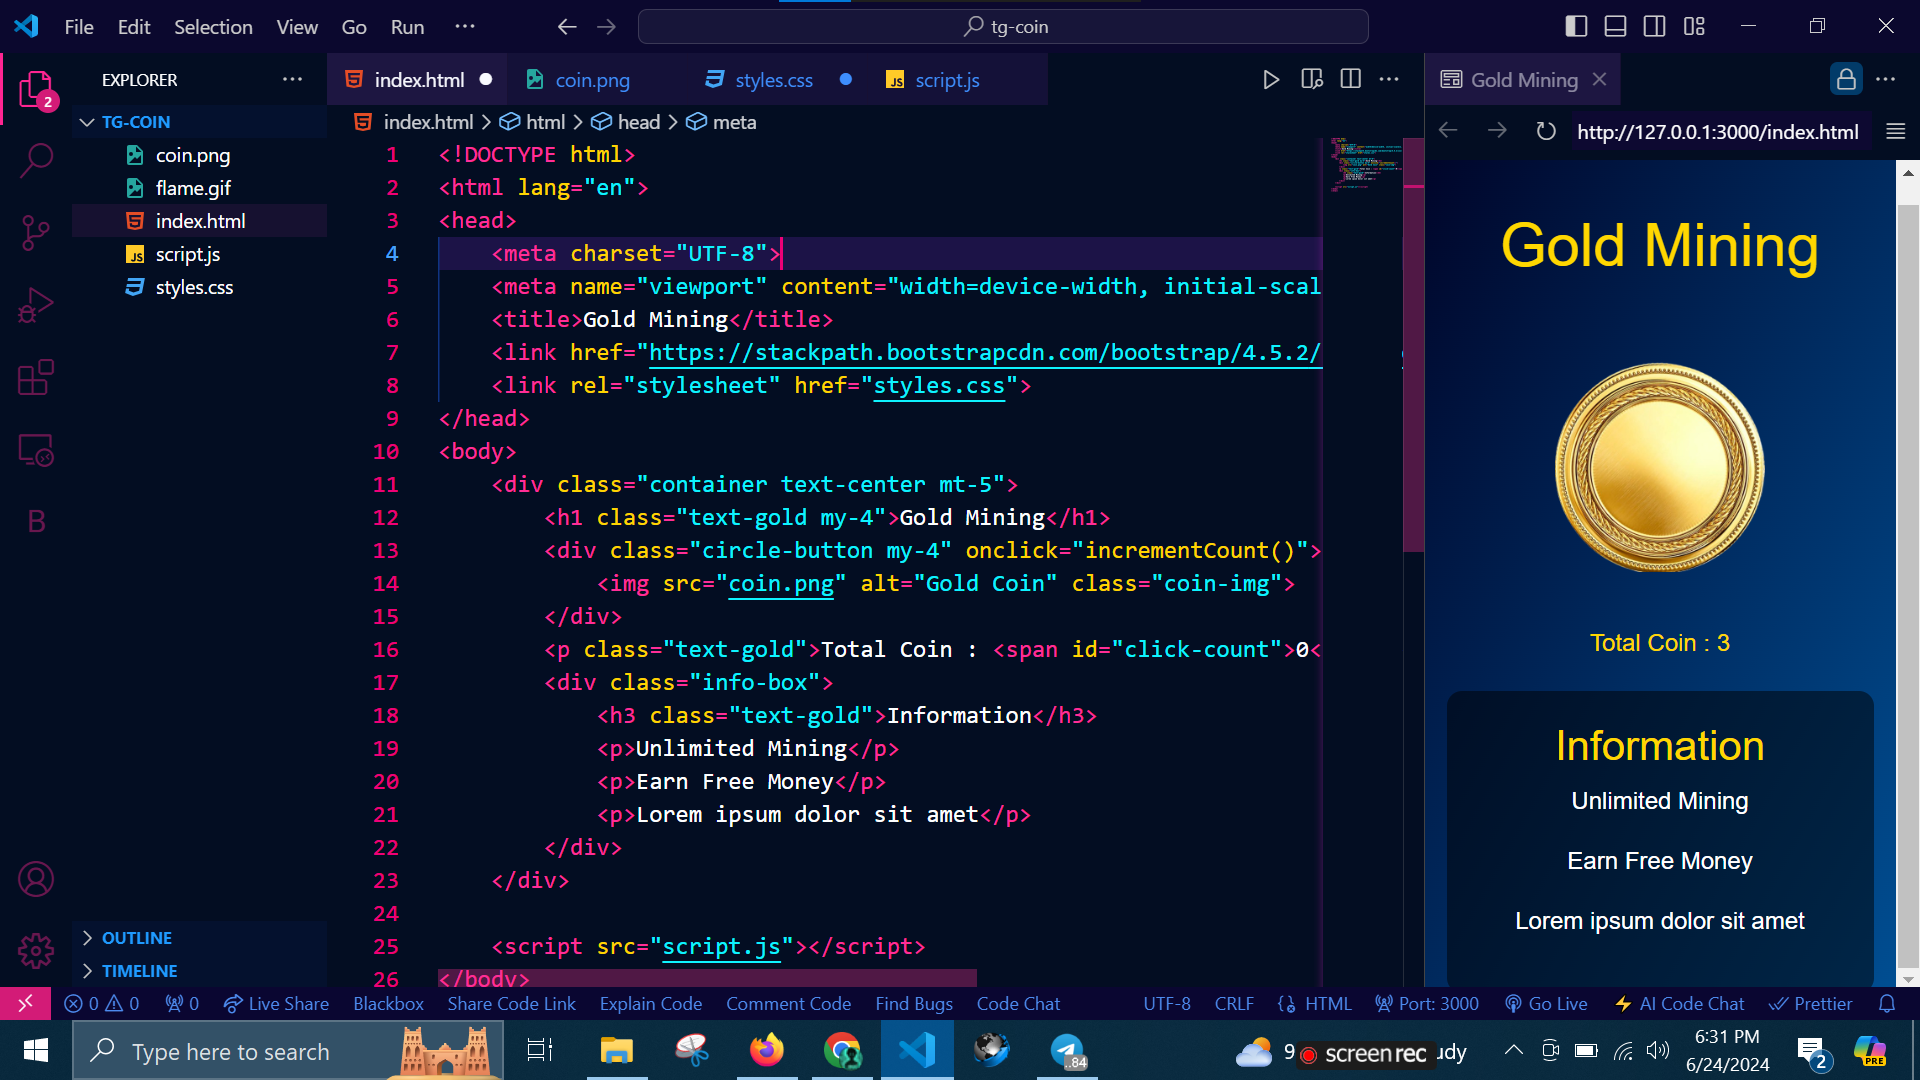 File Edit Selection View Go Run ··· tg-coin
EXPLORER ···
index.html coin.png styles.css script.js ···
Gold Mining ···
TG-COIN
index.html > html > head > meta
http://127.0.0.1:3000/index.html
coin.png
flame.gif
index.html
script.js
styles.css
2
1 <!DOCTYPE html>
2 <html lang="en">
3 <head>
4 <meta charset="UTF-8">
5 <meta name="viewport" content="width=device-width, initial-scal
6 <title>Gold Mining</title>
7 <link href="https://stackpath.bootstrapcdn.com/bootstrap/4.5.2/
8 <link rel="stylesheet" href="styles.css">
9 </head>
10 <body>
11 <div class="container text-center mt-5">
12 <h1 class="text-gold my-4">Gold Mining</h1>
13 <div class="circle-button my-4" onclick="incrementCount()">
14 <img src="coin.png" alt="Gold Coin" class="coin-img">
15 </div>
16 <p class="text-gold">Total Coin : <span id="click-count">0<
17 <div class="info-box">
18 <h3 class="text-gold">Information</h3>
19 <p>Unlimited Mining</p>
20 <p>Earn Free Money</p>
21 <p>Lorem ipsum dolor sit amet</p>
22 </div>
23 </div>
24
25 <script src="script.js"></script>
26 </body>
Gold Mining
Total Coin : 3
Information
Unlimited Mining
Earn Free Money
Lorem ipsum dolor sit amet
B
OUTLINE
TIMELINE
0 0 0 Live Share Blackbox Share Code Link Explain Code Comment Code Find Bugs Code Chat UTF-8 CRLF HTML Port: 3000 Go Live AI Code Chat Prettier
Type here to search
84
9
screen rec
6:31 PM
6/24/2024
2
PRE